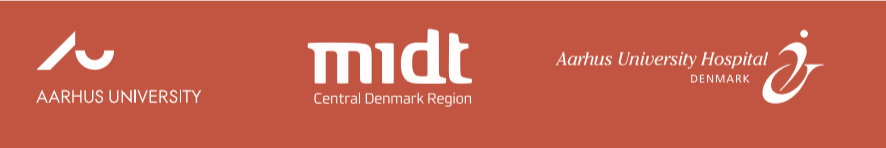 AARHUS UNIVERSITY
midt
Central Denmark Region
Aarhus University Hospital
DENMARK